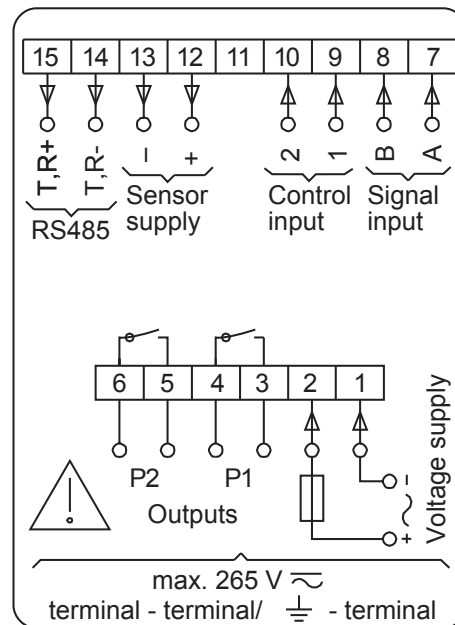 15 14 13 12 11 10 9 8 7
T,R+ T,R- – + 2 1 B A
RS485
Sensor supply
Control input
Signal input
6 5 4 3 2 1
P2 P1
Outputs
- ~ +
Voltage supply
max. 265 V
terminal - terminal/ - terminal